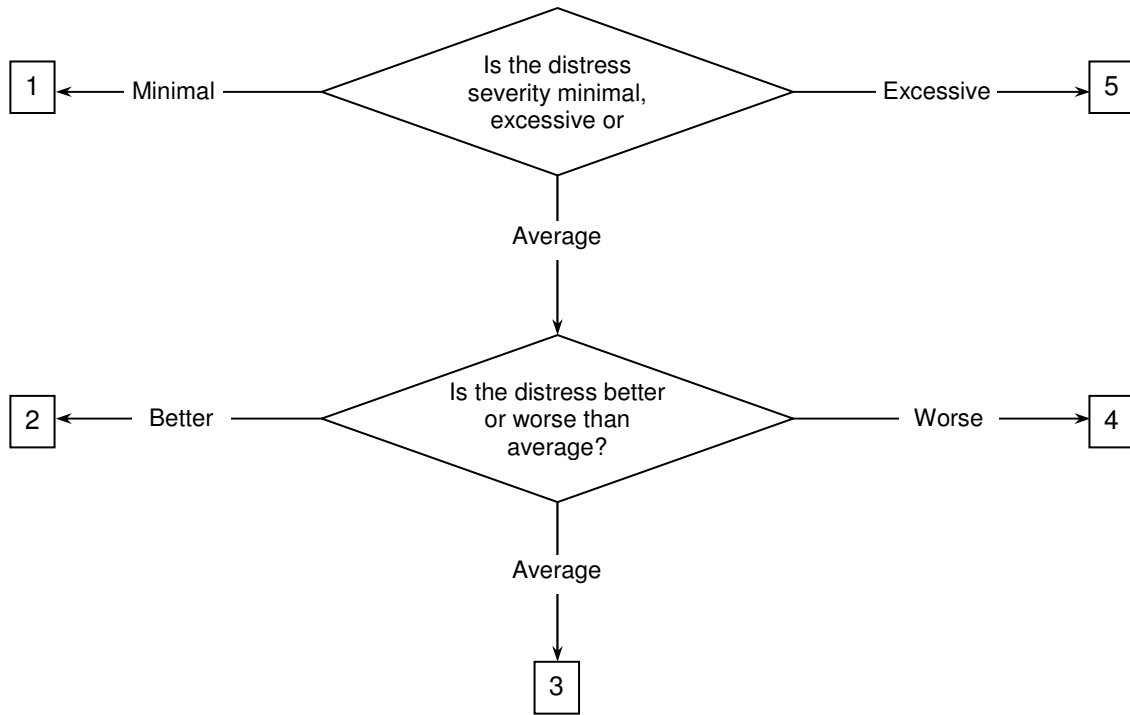 Is the distress
severity minimal,
excessive or
1
Minimal
Excessive
5
Average
Is the distress better
or worse than
average?
2
Better
Worse
4
Average
3